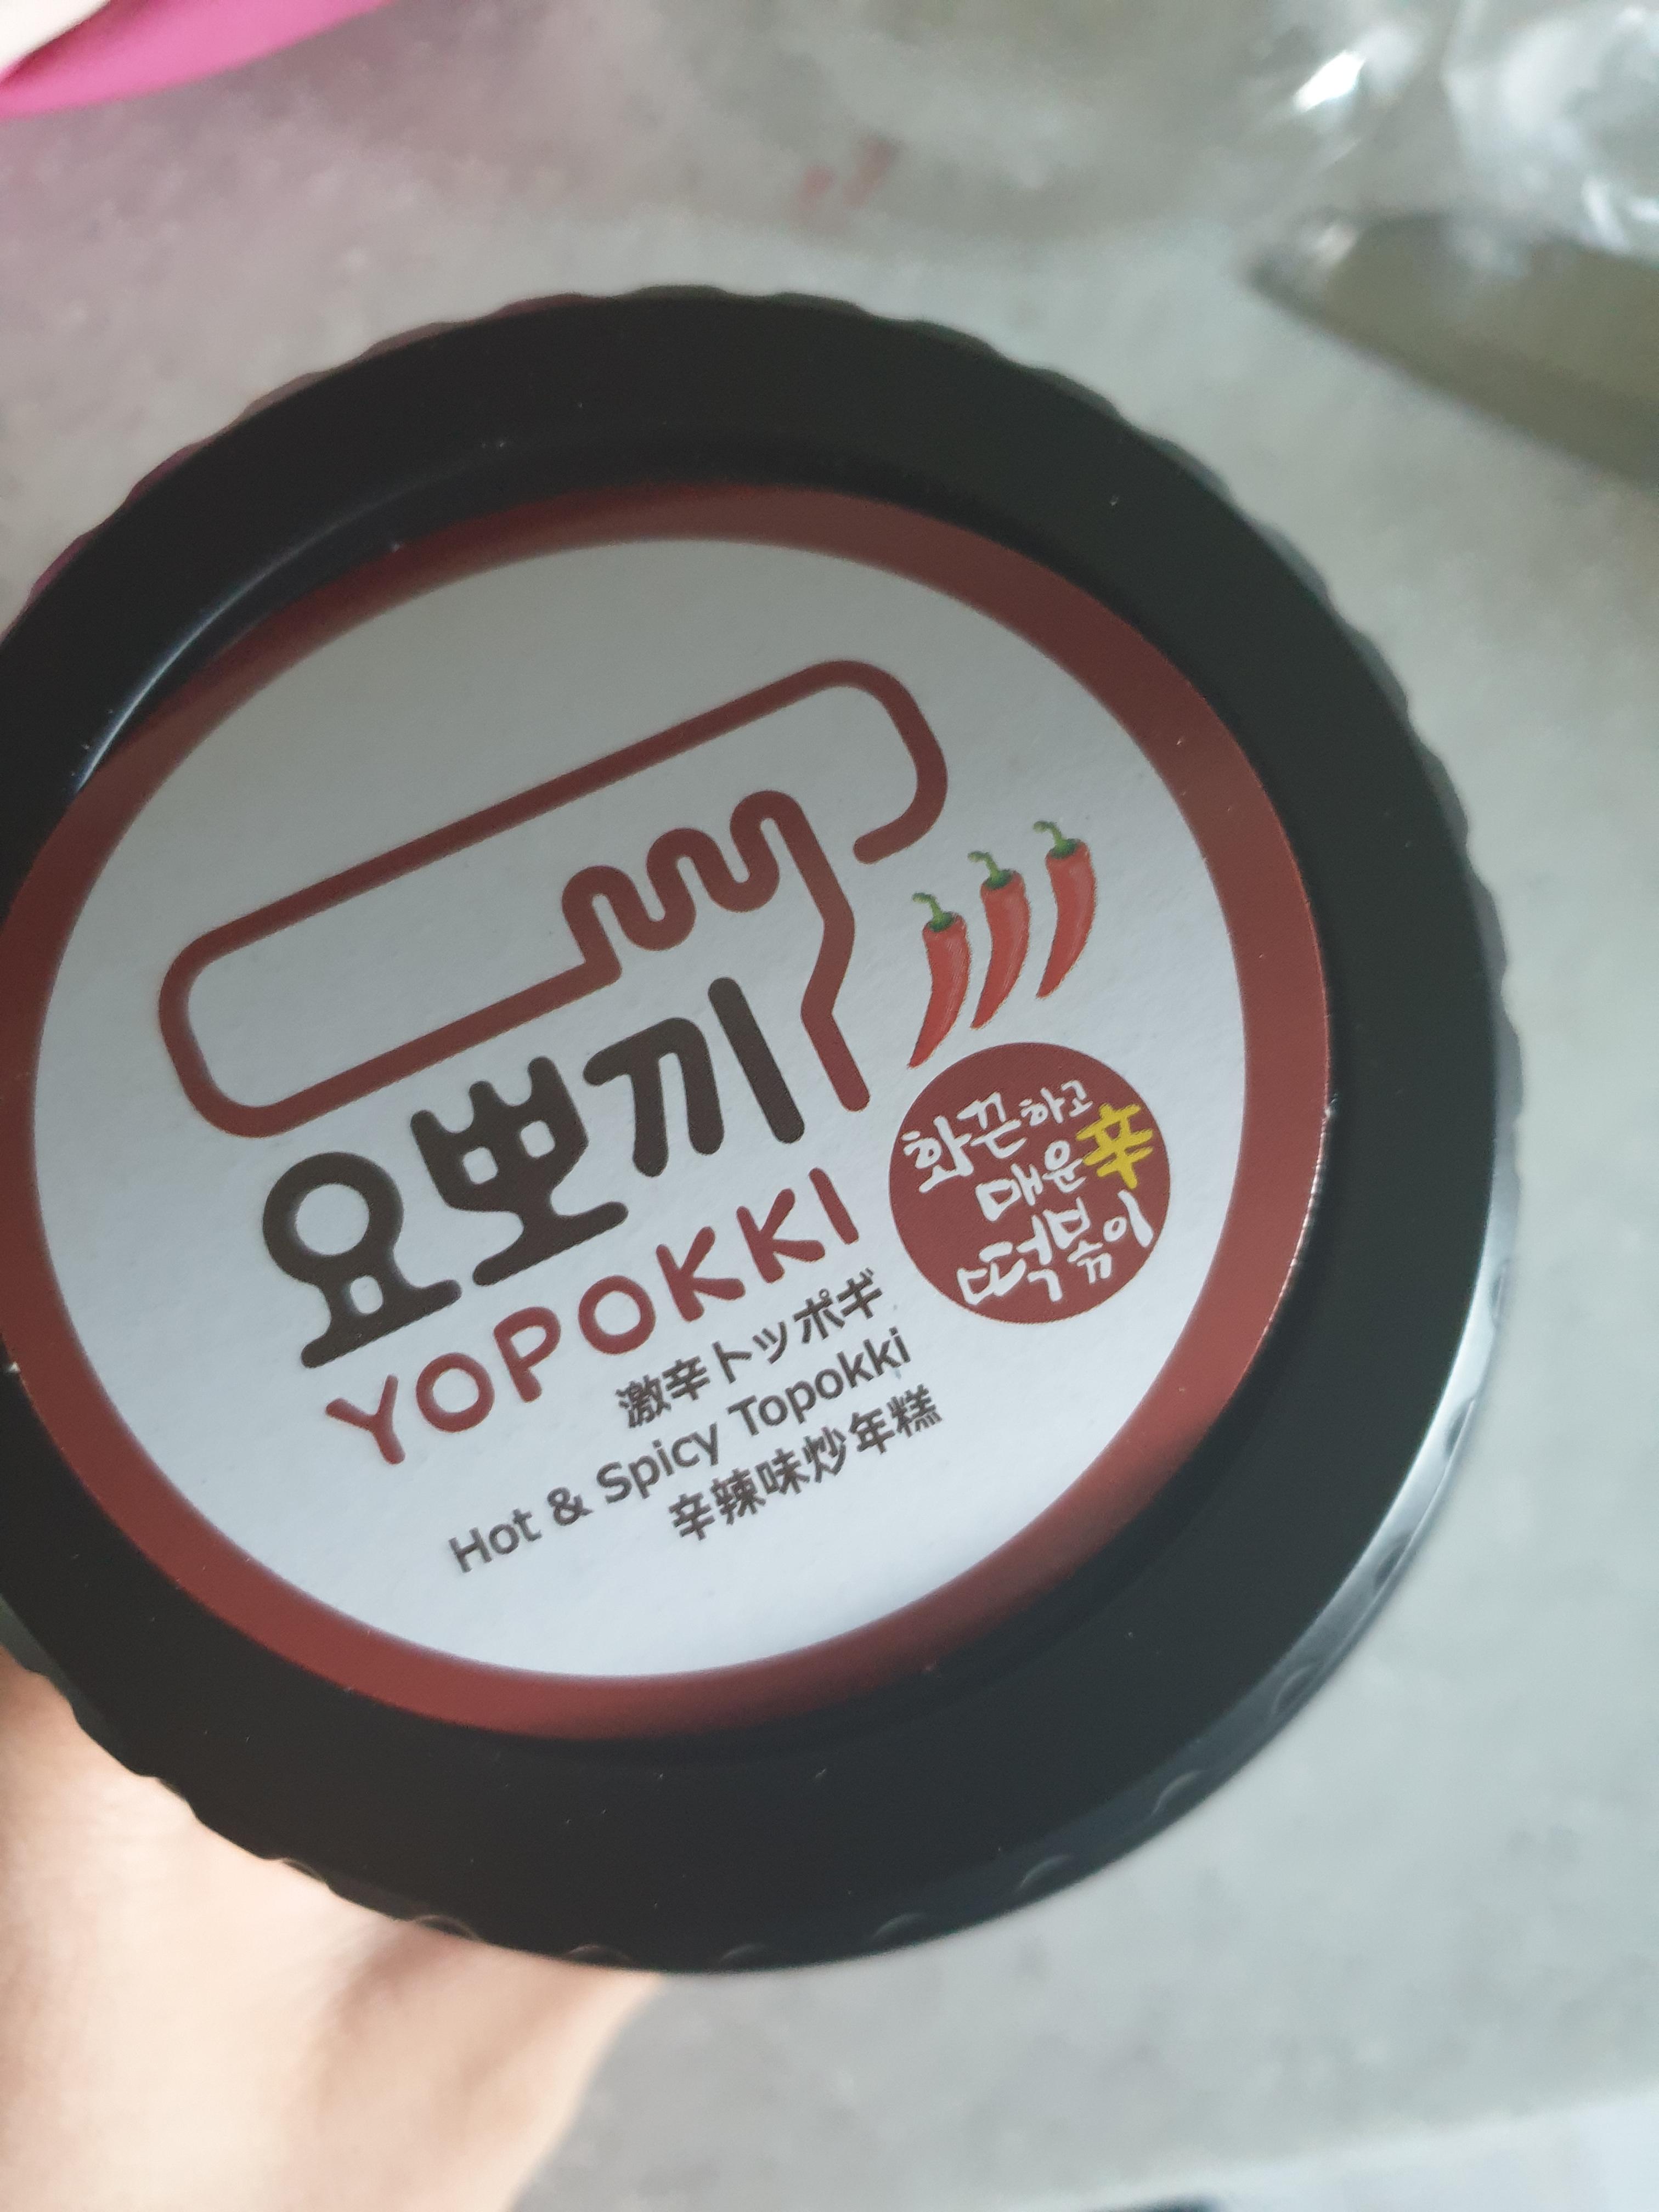 요뽀끼
YOPOKKI
激辛トッポギ
Hot & Spicy Topokki
辛辣味炒年糕
화끈하고
매운辛
떡볶이